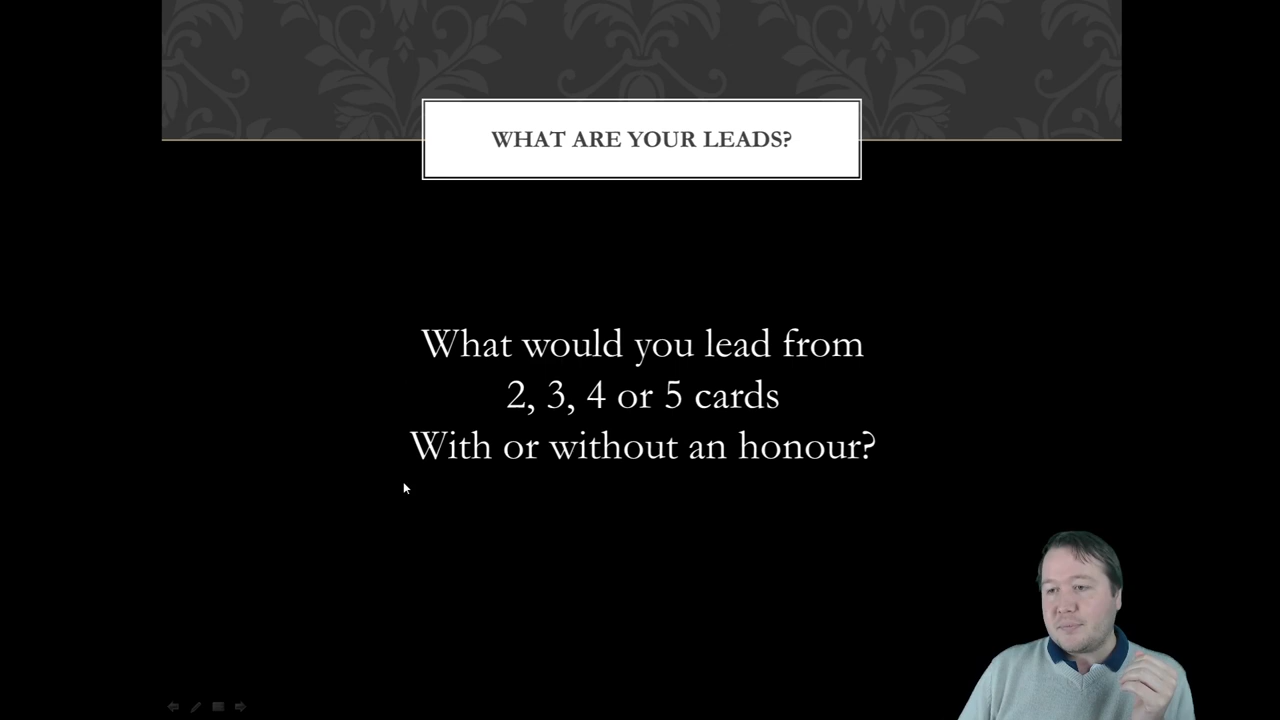 WHAT ARE YOUR LEADS?
What would you lead from
2, 3, 4 or 5 cards
With or without an honour?